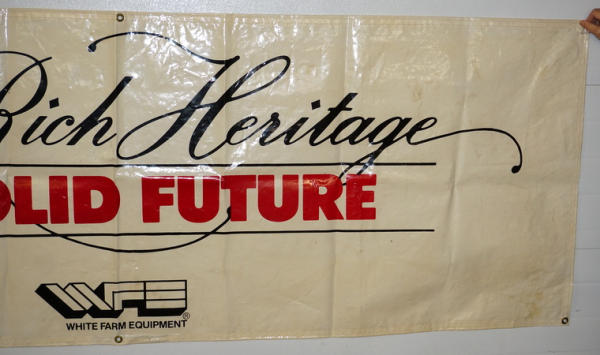 Rich Heritage
OLID FUTURE
WFE®
WHITE FARM EQUIPMENT